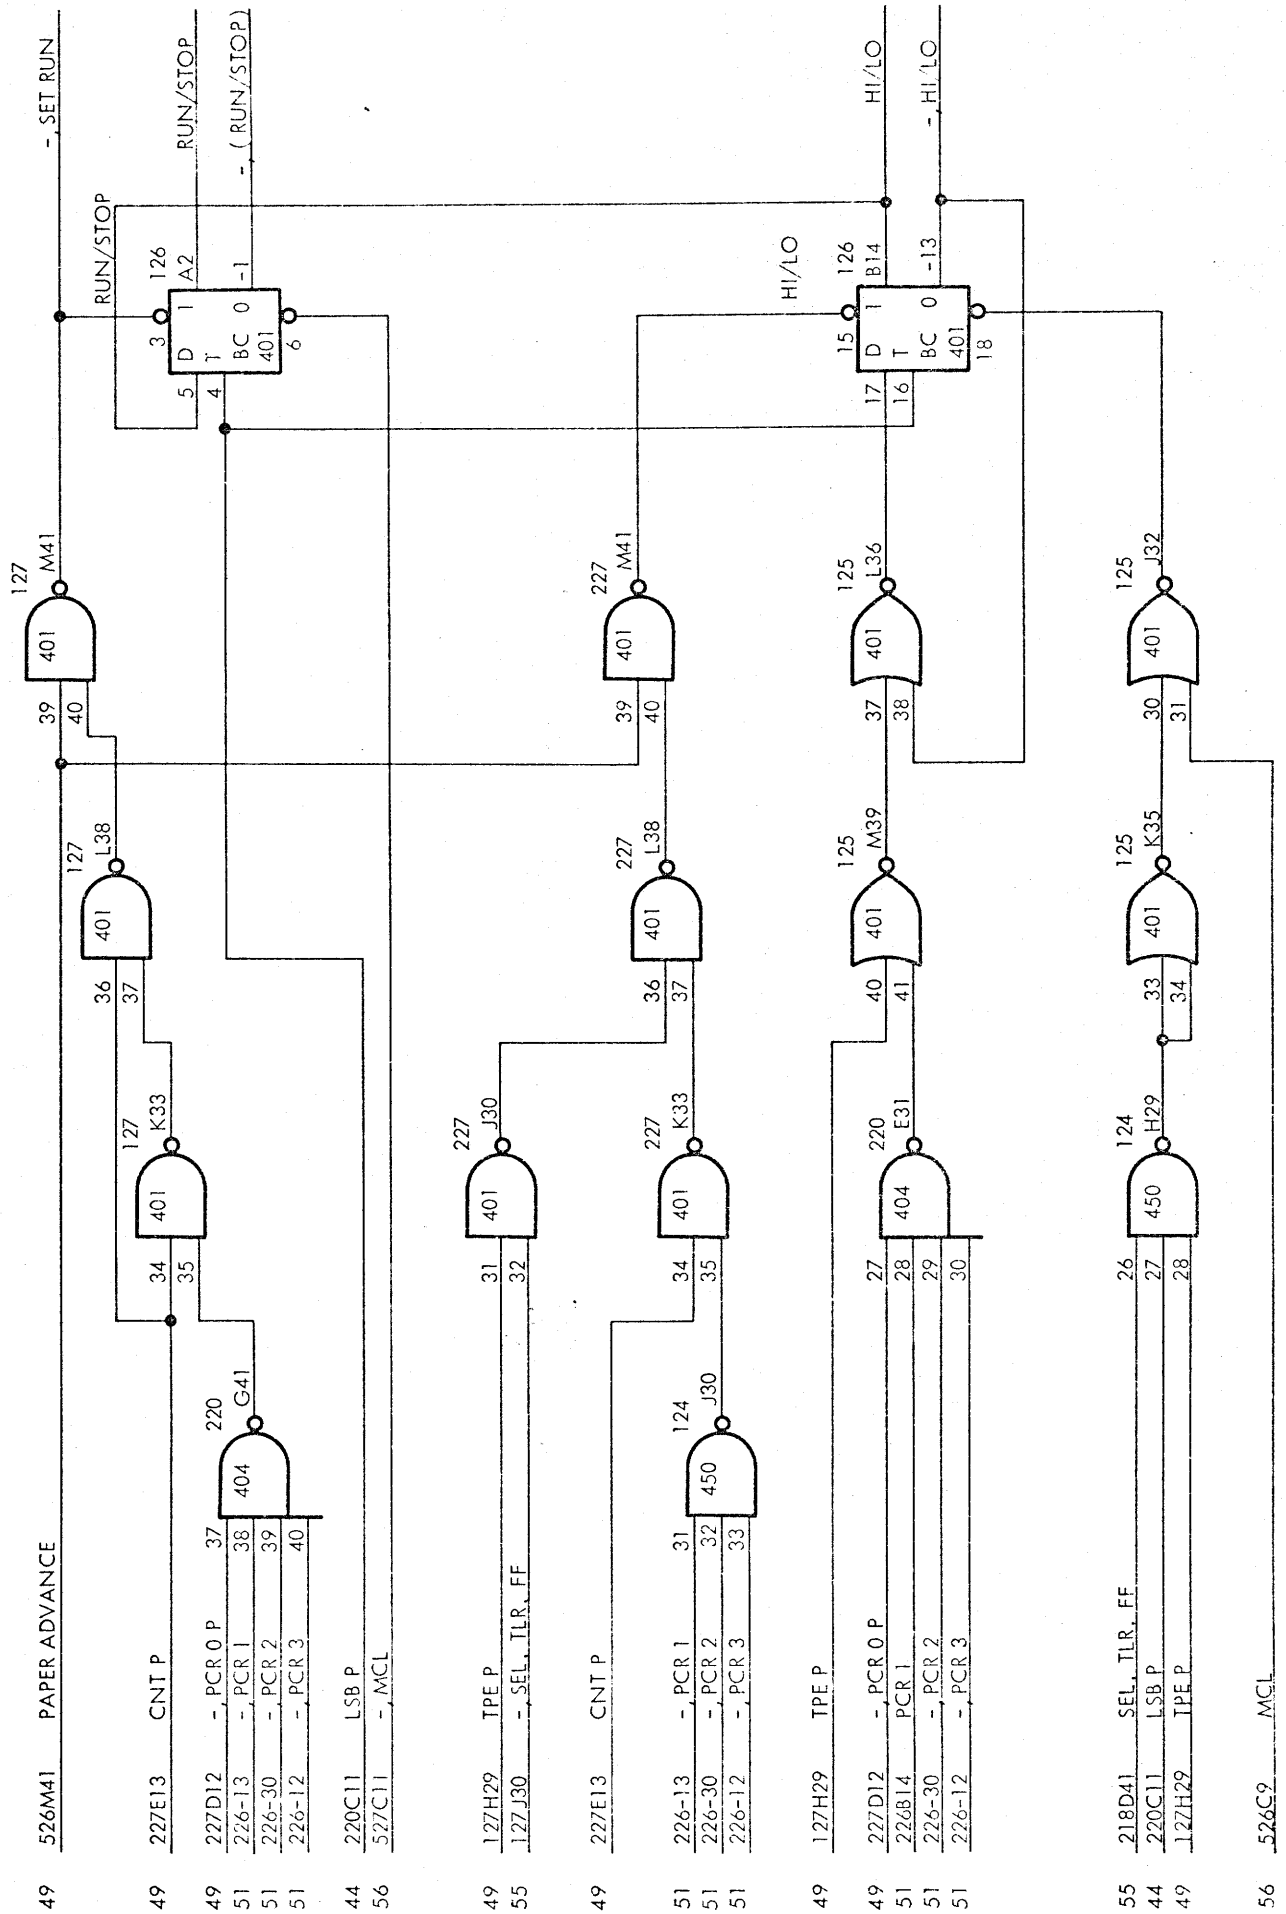 49 526M41 PAPER ADVANCE
39
40
127
M41
401
-, SET RUN
49 227E13 CNT P
34
35
127
K33
401
36
37
127
L38
401
49 227D12 -, PCR 0 P 37
51 226-13 -, PCR 1 38
51 226-30 -, PCR 2 39
51 226-12 -, PCR 3 40
220
G41
404
44 220C11 LSB P
56 527C11 -, MCL
RUN/STOP
3
126
A2
RUN/STOP
5 D 1
4 T
BC 0 -1
-, (RUN/STOP)
401
6
49 127H29 TPE P 31
55 127J30 -, SEL, TLR, FF 32
227
J30
401
49 227E13 CNT P
34
35
227
K33
401
36
37
227
L38
401
39
40
227
M41
401
51 226-13 -, PCR 1 31
51 226-30 -, PCR 2 32
51 226-12 -, PCR 3 33
124
J30
450
49 127H29 TPE P
40
41
125
M39
401
37
38
125
L36
401
49 227D12 -, PCR 0 P 27
51 226B14 PCR 1 28
51 226-30 -, PCR 2 29
51 226-12 -, PCR 3 30
220
E31
404
HI/LO
15
126
B14
HI/LO
17 D 1
16 T
BC 0 -13
-, HI/LO
401
18
55 218D41 SEL, TLR, FF 26
44 220C11 LSB P 27
49 127H29 TPE P 28
124
H29
450
33
34
125
K35
401
30
31
125
J32
401
56 526C9 MCL